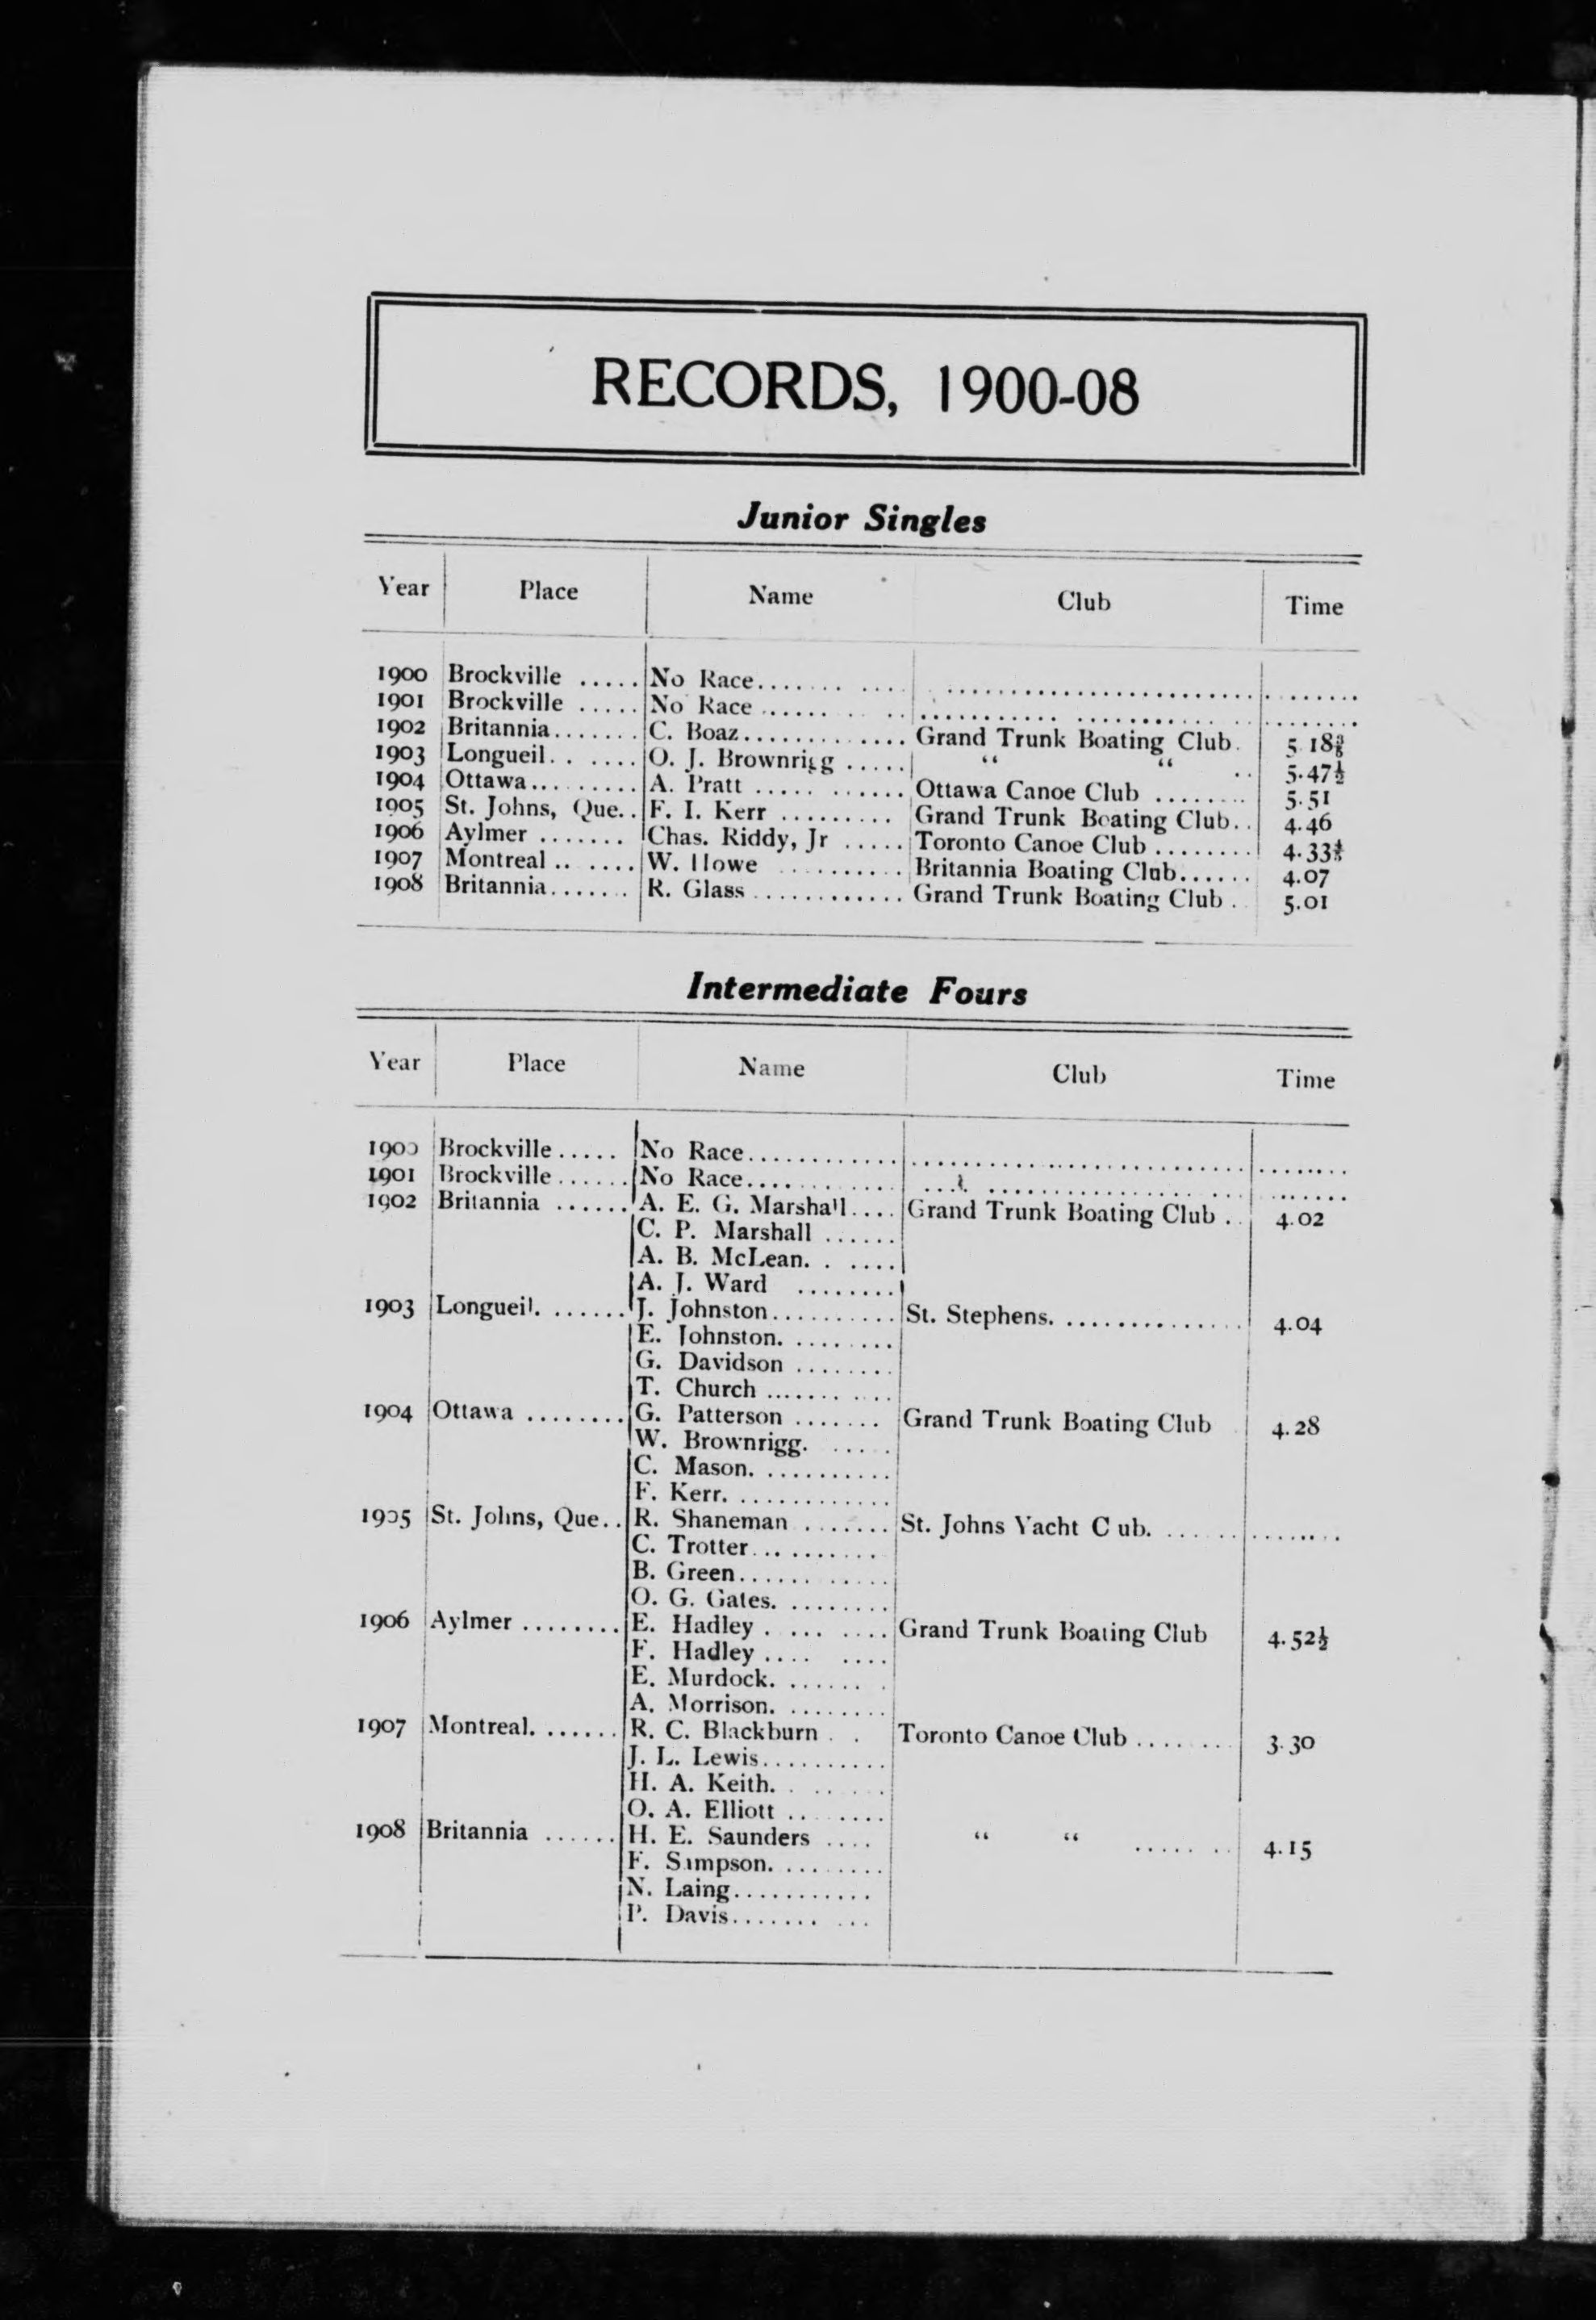 RECORDS, 1900-08
Junior Singles
Year Place Name Club Time
1900 Brockville ..... No Race........ .... ........................ .......
1901 Brockville ..... No Race ........ .. ........... ........... .. .......
1902 Britannia....... C. Boaz............. Grand Trunk Boating Club. 5 18⅗
1903 Longueil. . ..... O. J. Brownrigg ..... “ “ .. 5.47½
1904 Ottawa......... A. Pratt ..... ...... Ottawa Canoe Club ........ 5.51
1905 St. Johns, Que.. F. I. Kerr ......... Grand Trunk Boating Club.. 4.46
1906 Aylmer ....... Chas. Riddy, Jr ..... Toronto Canoe Club ........ 4.33⅘
1907 Montreal .. ..... W. Howe .......... Britannia Boating Club...... 4.07
1908 Britannia....... R. Glass ............ Grand Trunk Boating Club . 5.01
Intermediate Fours
Year Place Name Club Time
1900 Brockville..... No Race............ .......................... .......
1901 Brockville...... No Race.... ....... .... .................... .......
1902 Britannia ...... A. E. G. Marshall.... Grand Trunk Boating Club .. 4.02
C. P. Marshall ......
A. B. McLean. . ....
A. J. Ward ........
1903 Longueil. ...... J. Johnston.......... St. Stephens. .............. 4.04
E. Johnston. ........
G. Davidson ........
T. Church ..........
1904 Ottawa ........ G. Patterson ....... Grand Trunk Boating Club 4.28
W. Brownrigg. .....
C. Mason. ..........
F. Kerr. ............
1905 St. Johns, Que.. R. Shaneman ....... St. Johns Yacht C ub. ...... .......
C. Trotter... .......
B. Green............
O. G. Gates. ........
1906 Aylmer ........ E. Hadley . ... .... Grand Trunk Boating Club 4.52½
F. Hadley .... ....
E. Murdock. ....... .
A. Morrison. ........
1907 Montreal. ...... R. C. Blackburn . . Toronto Canoe Club ........ 3.30
J. L. Lewis..........
H. A. Keith. . ......
O. A. Elliott .. .....
1908 Britannia ...... H. E. Saunders .... “ “ ..... .. 4.15
F. Simpson. ........
N. Laing...........
P. Davis....... ...